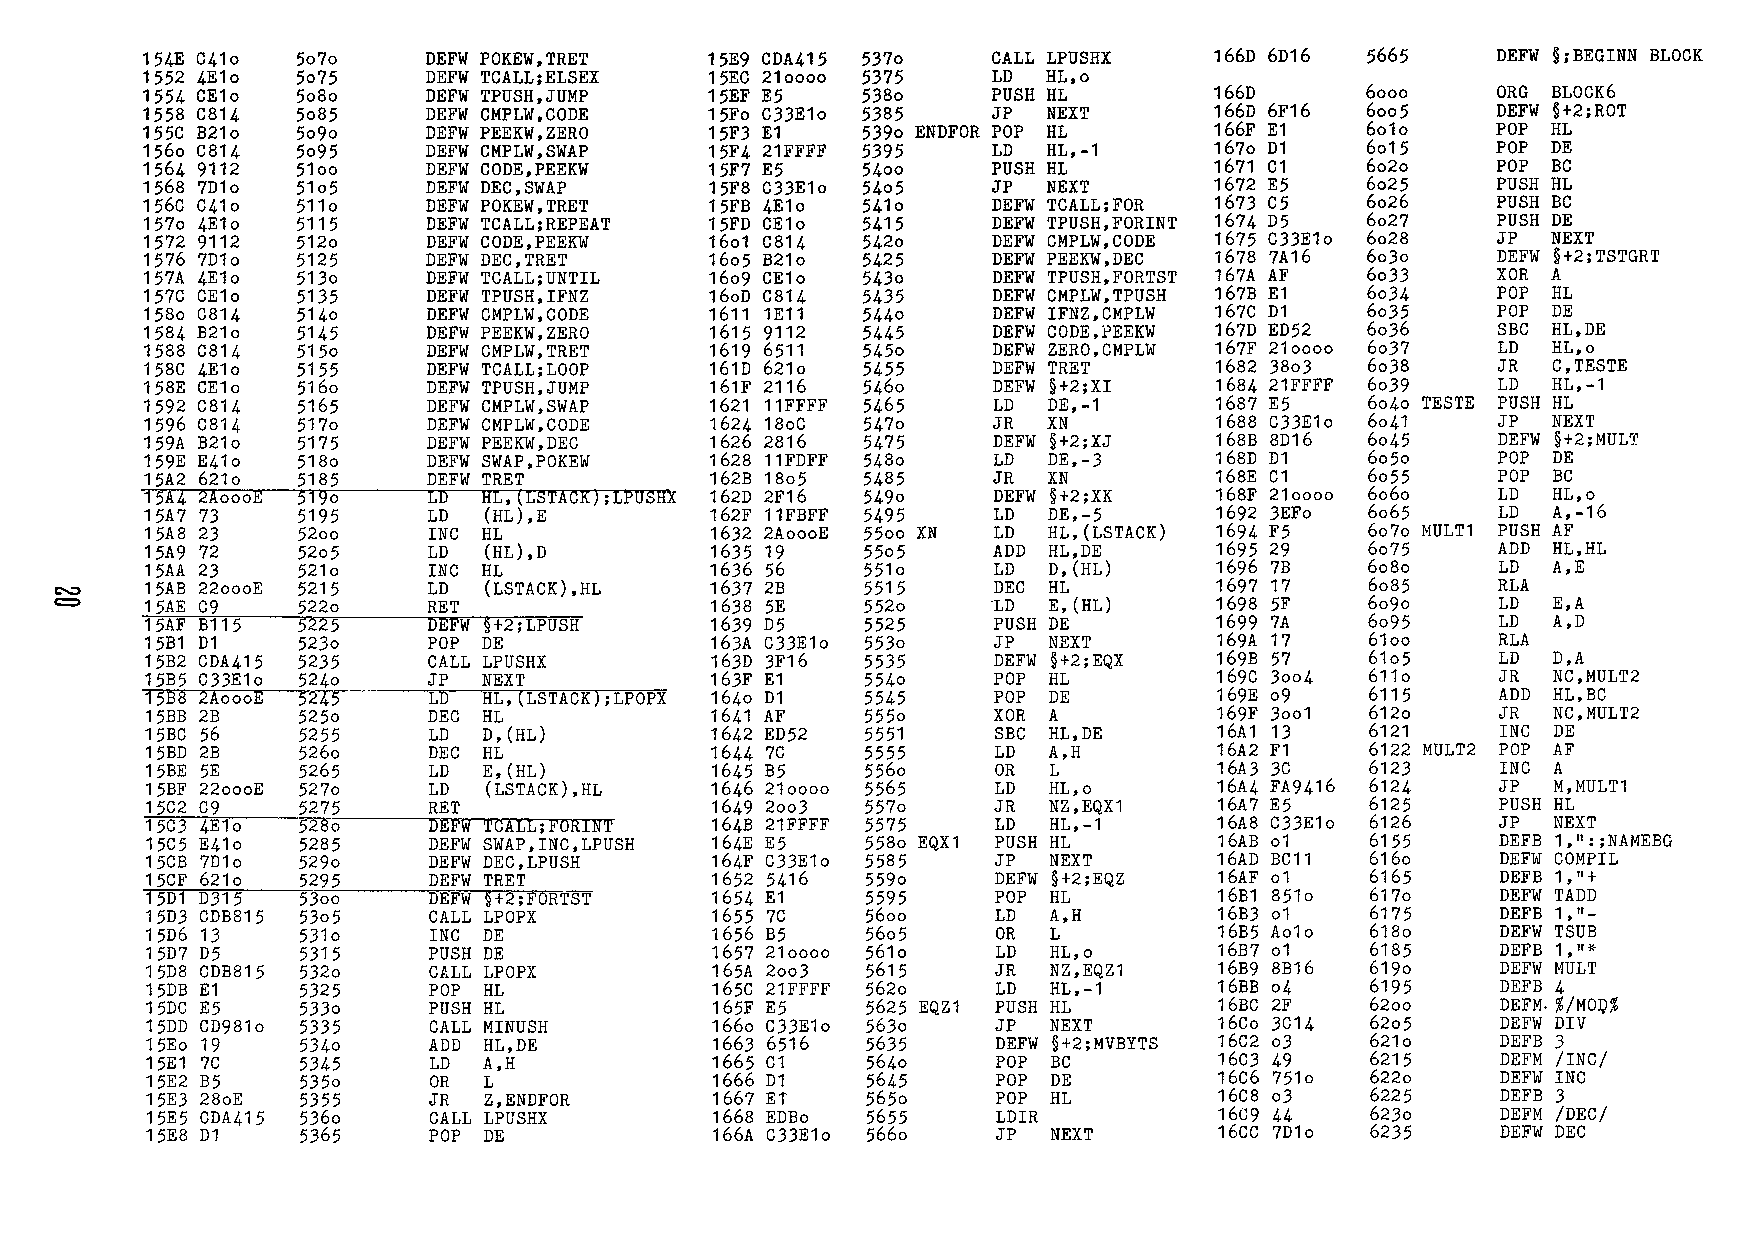 154E C41o 5o7o DEFW POKEW,TRET
1552 4E1o 5o75 DEFW TCALL;ELSEX
1554 CE1o 5o8o DEFW TPUSH,JUMP
1558 C814 5o85 DEFW CMPLW,CODE
155C B21o 5o9o DEFW PEEKW,ZERO
156o C814 5o95 DEFW CMPLW,SWAP
1564 9112 51oo DEFW CODE,PEEKW
1568 7D1o 51o5 DEFW DEC,SWAP
156C C41o 511o DEFW POKEW,TRET
157o 4E1o 5115 DEFW TCALL;REPEAT
1572 9112 512o DEFW CODE,PEEKW
1576 7D1o 5125 DEFW DEC,TRET
157A 4E1o 513o DEFW TCALL;UNTIL
157C CE1o 5135 DEFW TPUSH,IFNZ
158o C814 514o DEFW CMPLW,CODE
1584 B21o 5145 DEFW PEEKW,ZERO
1588 C814 515o DEFW CMPLW,TRET
158C 4E1o 5155 DEFW TCALL;LOOP
158E CE1o 516o DEFW TPUSH,JUMP
1592 C814 5165 DEFW CMPLW,SWAP
1596 C814 517o DEFW CMPLW,CODE
159A B21o 5175 DEFW PEEKW,DEC
159E E41o 518o DEFW SWAP,POKEW
15A2 621o 5185 DEFW TRET
15A4 2AoooE 519o LD HL,(LSTACK);LPUSHX
15A7 73 5195 LD (HL),E
15A8 23 52oo INC HL
15A9 72 52o5 LD (HL),D
15AA 23 521o INC HL
15AB 22oooE 5215 LD (LSTACK),HL
15AE C9 522o RET
15AF B115 5225 DEFW §+2;LPUSH
15B1 D1 523o POP DE
15B2 CDA415 5235 CALL LPUSHX
15B5 C33E1o 524o JP NEXT
15B8 2AoooE 5245 LD HL,(LSTACK);LPOPX
15BB 2B 525o DEC HL
15BC 56 5255 LD D,(HL)
15BD 2B 526o DEC HL
15BE 5E 5265 LD E,(HL)
15BF 22oooE 527o LD (LSTACK),HL
15C2 C9 5275 RET
15C3 4E1o 528o DEFW TCALL;FORINT
15C5 E41o 5285 DEFW SWAP,INC,LPUSH
15CB 7D1o 529o DEFW DEC,LPUSH
15CF 621o 5295 DEFW TRET
15D1 D315 53oo DEFW §+2;FORTST
15D3 CDB815 53o5 CALL LPOPX
15D6 13 531o INC DE
15D7 D5 5315 PUSH DE
15D8 CDB815 532o CALL LPOPX
15DB E1 5325 POP HL
15DC E5 533o PUSH HL
15DD CD981o 5335 CALL MINUSH
15Eo 19 534o ADD HL,DE
15E1 7C 5345 LD A,H
15E2 B5 535o OR L
15E3 28oE 5355 JR Z,ENDFOR
15E5 CDA415 536o CALL LPUSHX
15E8 D1 5365 POP DE
15E9 CDA415 537o CALL LPUSHX
15EC 21oooo 5375 LD HL,o
15EF E5 538o PUSH HL
15Fo C33E1o 5385 JP NEXT
15F3 E1 539o ENDFOR POP HL
15F4 21FFFF 5395 LD HL,-1
15F7 E5 54oo PUSH HL
15F8 C33E1o 54o5 JP NEXT
15FB 4E1o 541o DEFW TCALL;FOR
15FD CE1o 5415 DEFW TPUSH,FORINT
16o1 C814 542o DEFW CMPLW,CODE
16o5 B21o 5425 DEFW PEEKW,DEC
16o9 CE1o 543o DEFW TPUSH,FORTST
16oD C814 5435 DEFW CMPLW,TPUSH
1611 1E11 544o DEFW IFNZ,CMPLW
1615 9112 5445 DEFW CODE,PEEKW
1619 6511 545o DEFW ZERO,CMPLW
161D 621o 5455 DEFW TRET
161F 2116 546o DEFW §+2;XI
1621 11FFFF 5465 LD DE,-1
1624 18oC 547o JR XN
1626 2816 5475 DEFW §+2;XJ
1628 11FDFF 548o LD DE,-3
162B 18o5 5485 JR XN
162D 2F16 549o DEFW §+2;XK
162F 11FBFF 5495 LD DE,-5
1632 2AoooE 55oo XN LD HL,(LSTACK)
1635 19 55o5 ADD HL,DE
1636 56 551o LD D,(HL)
1637 2B 5515 DEC HL
1638 5E 552o LD E,(HL)
1639 D5 5525 PUSH DE
163A C33E1o 553o JP NEXT
163D 3F16 5535 DEFW §+2;EQX
163F E1 554o POP HL
164o D1 5545 POP DE
1641 AF 555o XOR A
1642 ED52 5551 SBC HL,DE
1644 7C 5555 LD A,H
1645 B5 556o OR L
1646 21oooo 5565 LD HL,o
1649 2oo3 557o JR NZ,EQX1
164B 21FFFF 5575 LD HL,-1
164E E5 558o EQX1 PUSH HL
164F C33E1o 5585 JP NEXT
1652 5416 559o DEFW §+2;EQZ
1654 E1 5595 POP HL
1655 7C 56oo LD A,H
1656 B5 56o5 OR L
1657 21oooo 561o LD HL,o
165A 2oo3 5615 JR NZ,EQZ1
165C 21FFFF 562o LD HL,-1
165F E5 5625 EQZ1 PUSH HL
166o C33E1o 563o JP NEXT
1663 6516 5635 DEFW §+2;MVBYTS
1665 C1 564o POP BC
1666 D1 5645 POP DE
1667 E1 565o POP HL
1668 EDBo 5655 LDIR
166A C33E1o 566o JP NEXT
166D 6D16 5665 DEFW §;BEGINN BLOCK
166D 6ooo ORG BLOCK6
166D 6F16 6oo5 DEFW §+2;ROT
166F E1 6o1o POP HL
167o D1 6o15 POP DE
1671 C1 6o2o POP BC
1672 E5 6o25 PUSH HL
1673 C5 6o26 PUSH BC
1674 D5 6o27 PUSH DE
1675 C33E1o 6o28 JP NEXT
1678 7A16 6o3o DEFW §+2;TSTGRT
167A AF 6o33 XOR A
167B E1 6o34 POP HL
167C D1 6o35 POP DE
167D ED52 6o36 SBC HL,DE
167F 21oooo 6o37 LD HL,o
1682 38o3 6o38 JR C,TESTE
1684 21FFFF 6o39 LD HL,-1
1687 E5 6o4o TESTE PUSH HL
1688 C33E1o 6o41 JP NEXT
168B 8D16 6o45 DEFW §+2;MULT
168D D1 6o5o POP DE
168E C1 6o55 POP BC
168F 21oooo 6o6o LD HL,o
1692 3EFo 6o65 LD A,-16
1694 F5 6o7o MULT1 PUSH AF
1695 29 6o75 ADD HL,HL
1696 7B 6o8o LD A,E
1697 17 6o85 RLA
1698 5F 6o9o LD E,A
1699 7A 6o95 LD A,D
169A 17 61oo RLA
169B 57 61o5 LD D,A
169C 3oo4 611o JR NC,MULT2
169E o9 6115 ADD HL,BC
169F 3oo1 612o JR NC,MULT2
16A1 13 6121 INC DE
16A2 F1 6122 MULT2 POP AF
16A3 3C 6123 INC A
16A4 FA9416 6124 JP M,MULT1
16A7 E5 6125 PUSH HL
16A8 C33E1o 6126 JP NEXT
16AB o1 6155 DEFB 1,":;NAMEBG
16AD BC11 616o DEFW COMPIL
16AF o1 6165 DEFB 1,"+
16B1 851o 617o DEFW TADD
16B3 o1 6175 DEFB 1,"-
16B5 Ao1o 618o DEFW TSUB
16B7 o1 6185 DEFB 1,"*
16B9 8B16 619o DEFW MULT
16BB o4 6195 DEFB 4
16BC 2F 62oo DEFM %/MOD%
16Co 3C14 62o5 DEFW DIV
16C2 o3 621o DEFB 3
16C3 49 6215 DEFM /INC/
16C6 751o 622o DEFW INC
16C8 o3 6225 DEFB 3
16C9 44 623o DEFM /DEC/
16CC 7D1o 6235 DEFW DEC
20